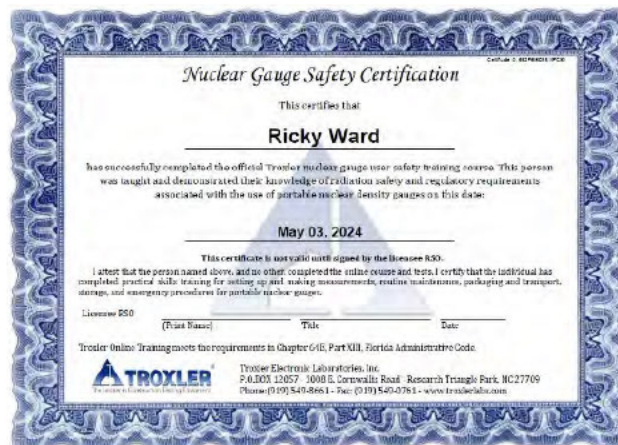 Nuclear Gauge Safety Certification
This certifies that
Ricky Ward
has successfully completed the official Troxler nuclear gauge user safety training course. This person
was taught and demonstrated their knowledge of radiation safety and regulatory requirements
associated with the use of portable nuclear density gauges on this date:
May 03, 2024
This certificate is not valid until signed by the licensee RSO.
I attest that the person named above, and no other, completed the online course and tests. I certify that the individual has
completed practical skills training for setting up and making measurements, routine maintenance, packaging and transport,
storage, and emergency procedures for portable nuclear gauges.
Licensee RSO
(Print Name) Title Date
Troxler Online Training meets the requirements in Chapter 64E, Part XIII, Florida Administrative Code.
TROXLER
Troxler Electronic Laboratories, Inc.
P.O.BOX 12057 - 3008 E. Cornwallis Road - Research Triangle Park, NC 27709
Phone: (919) 549-8661 - Fax: (919) 549-0761 - www.troxlerlabs.com